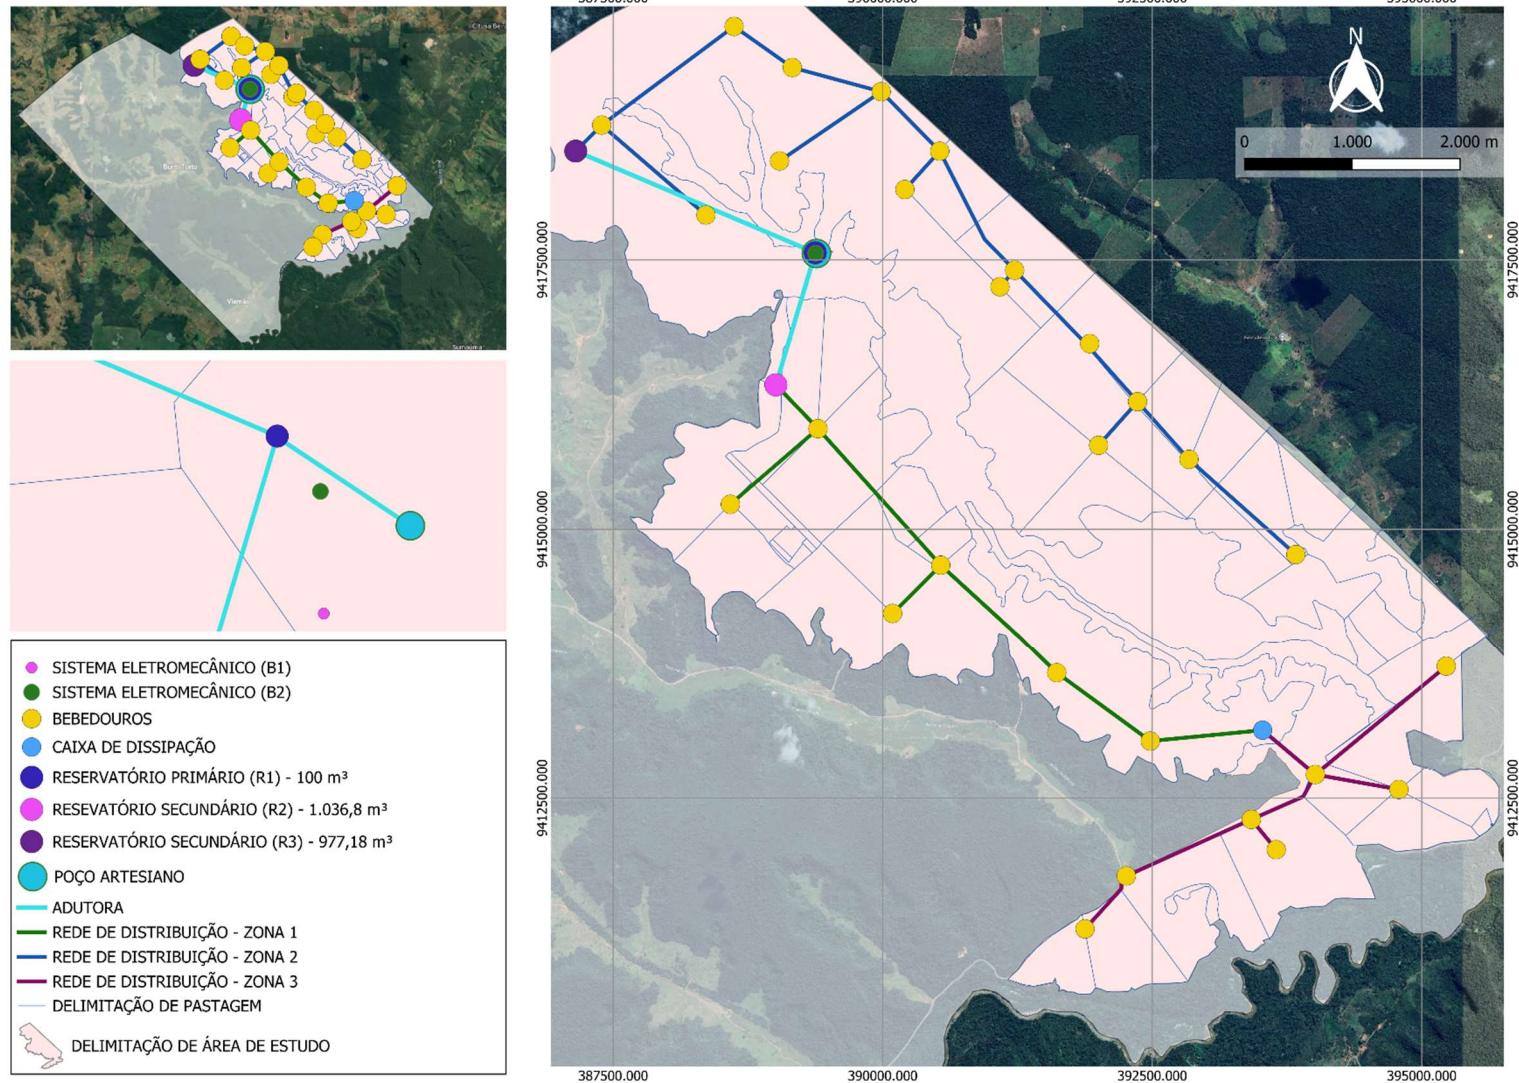 387500.000 390000.000 392500.000 395000.000
N
0 1.000 2.000 m
9417500.000
9417500.000
9415000.000
9415000.000
9412500.000
9412500.000
SISTEMA ELETROMECÂNICO (B1)
SISTEMA ELETROMECÂNICO (B2)
BEBEDOUROS
CAIXA DE DISSIPAÇÃO
RESERVATÓRIO PRIMÁRIO (R1) - 100 m³
RESEVATÓRIO SECUNDÁRIO (R2) - 1.036,8 m³
RESERVATÓRIO SECUNDÁRIO (R3) - 977,18 m³
POÇO ARTESIANO
ADUTORA
REDE DE DISTRIBUIÇÃO - ZONA 1
REDE DE DISTRIBUIÇÃO - ZONA 2
REDE DE DISTRIBUIÇÃO - ZONA 3
DELIMITAÇÃO DE PASTAGEM
DELIMITAÇÃO DE ÁREA DE ESTUDO
387500.000 390000.000 392500.000 395000.000